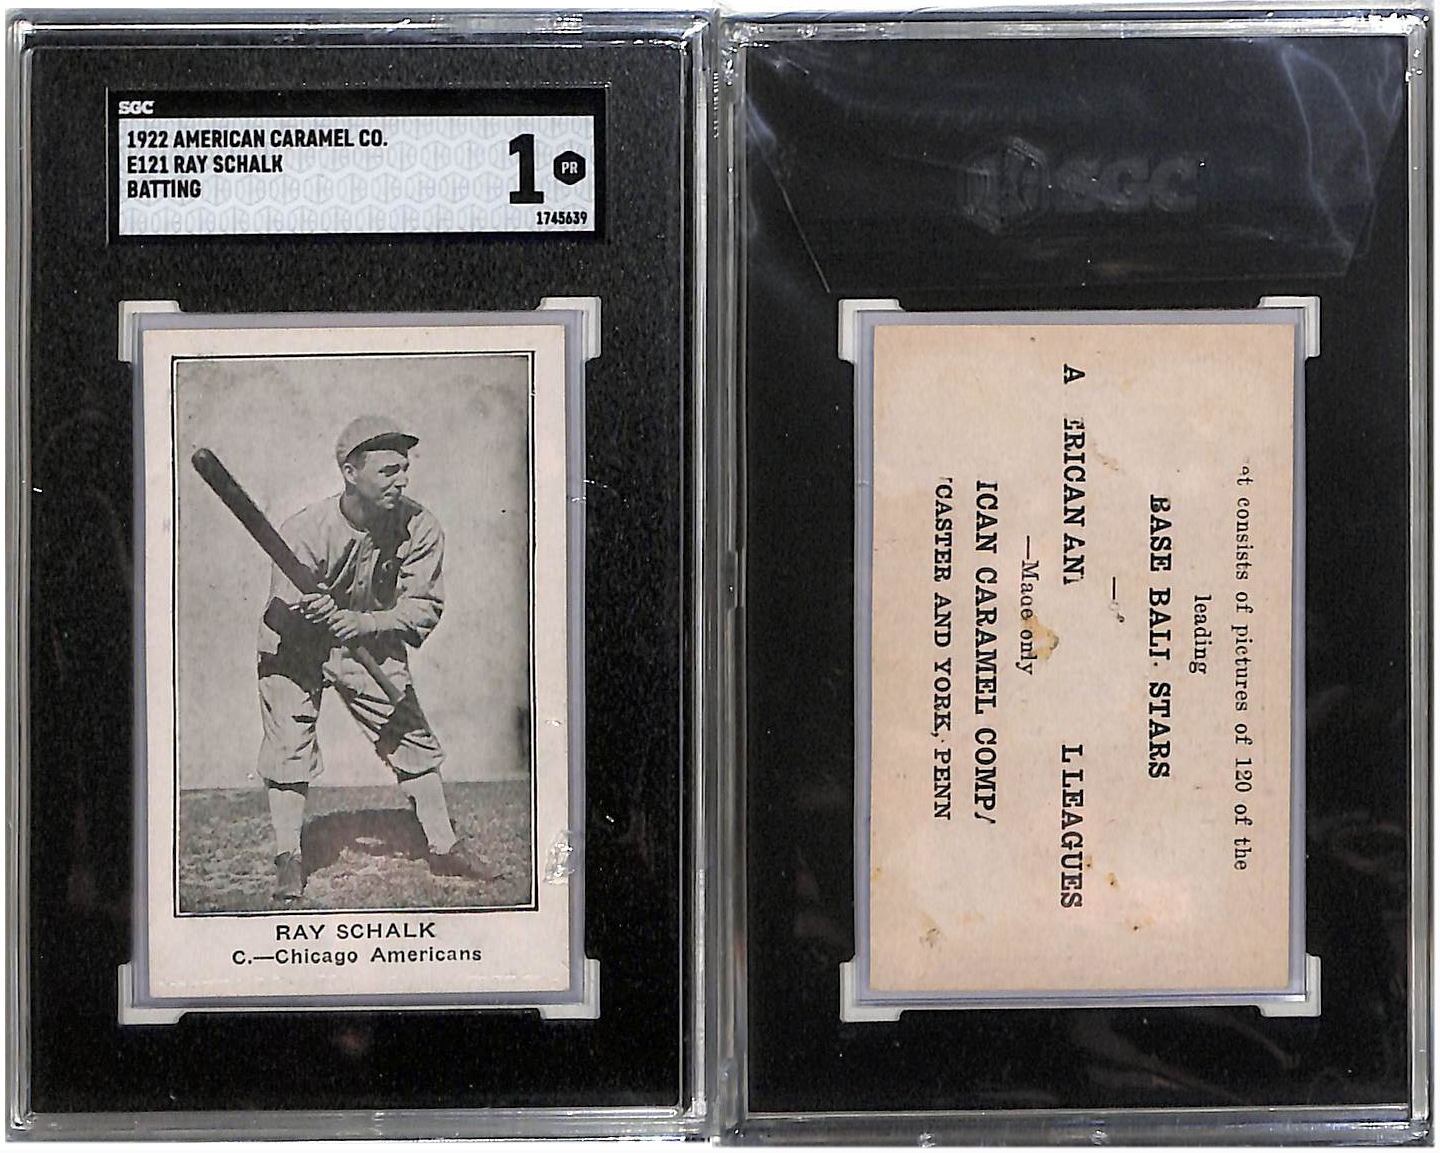 SGC
1922 AMERICAN CARAMEL CO.
E121 RAY SCHALK
BATTING
1
PR
1745639
RAY SCHALK
C.—Chicago Americans
SGC
et consists of pictures of 120 of the
leading
BASE BALL STARS
—of
A ERICAN AN L LEAGUES
—Made only
ICAN CARAMEL COMP
CASTER AND YORK, PENN